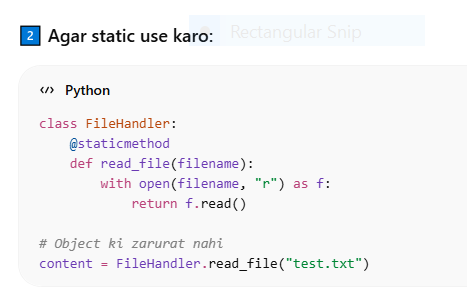 2 Agar static use karo:
Rectangular Snip
</> Python
class FileHandler:
    @staticmethod
    def read_file(filename):
        with open(filename, "r") as f:
            return f.read()
# Object ki zarurat nahi
content = FileHandler.read_file("test.txt")